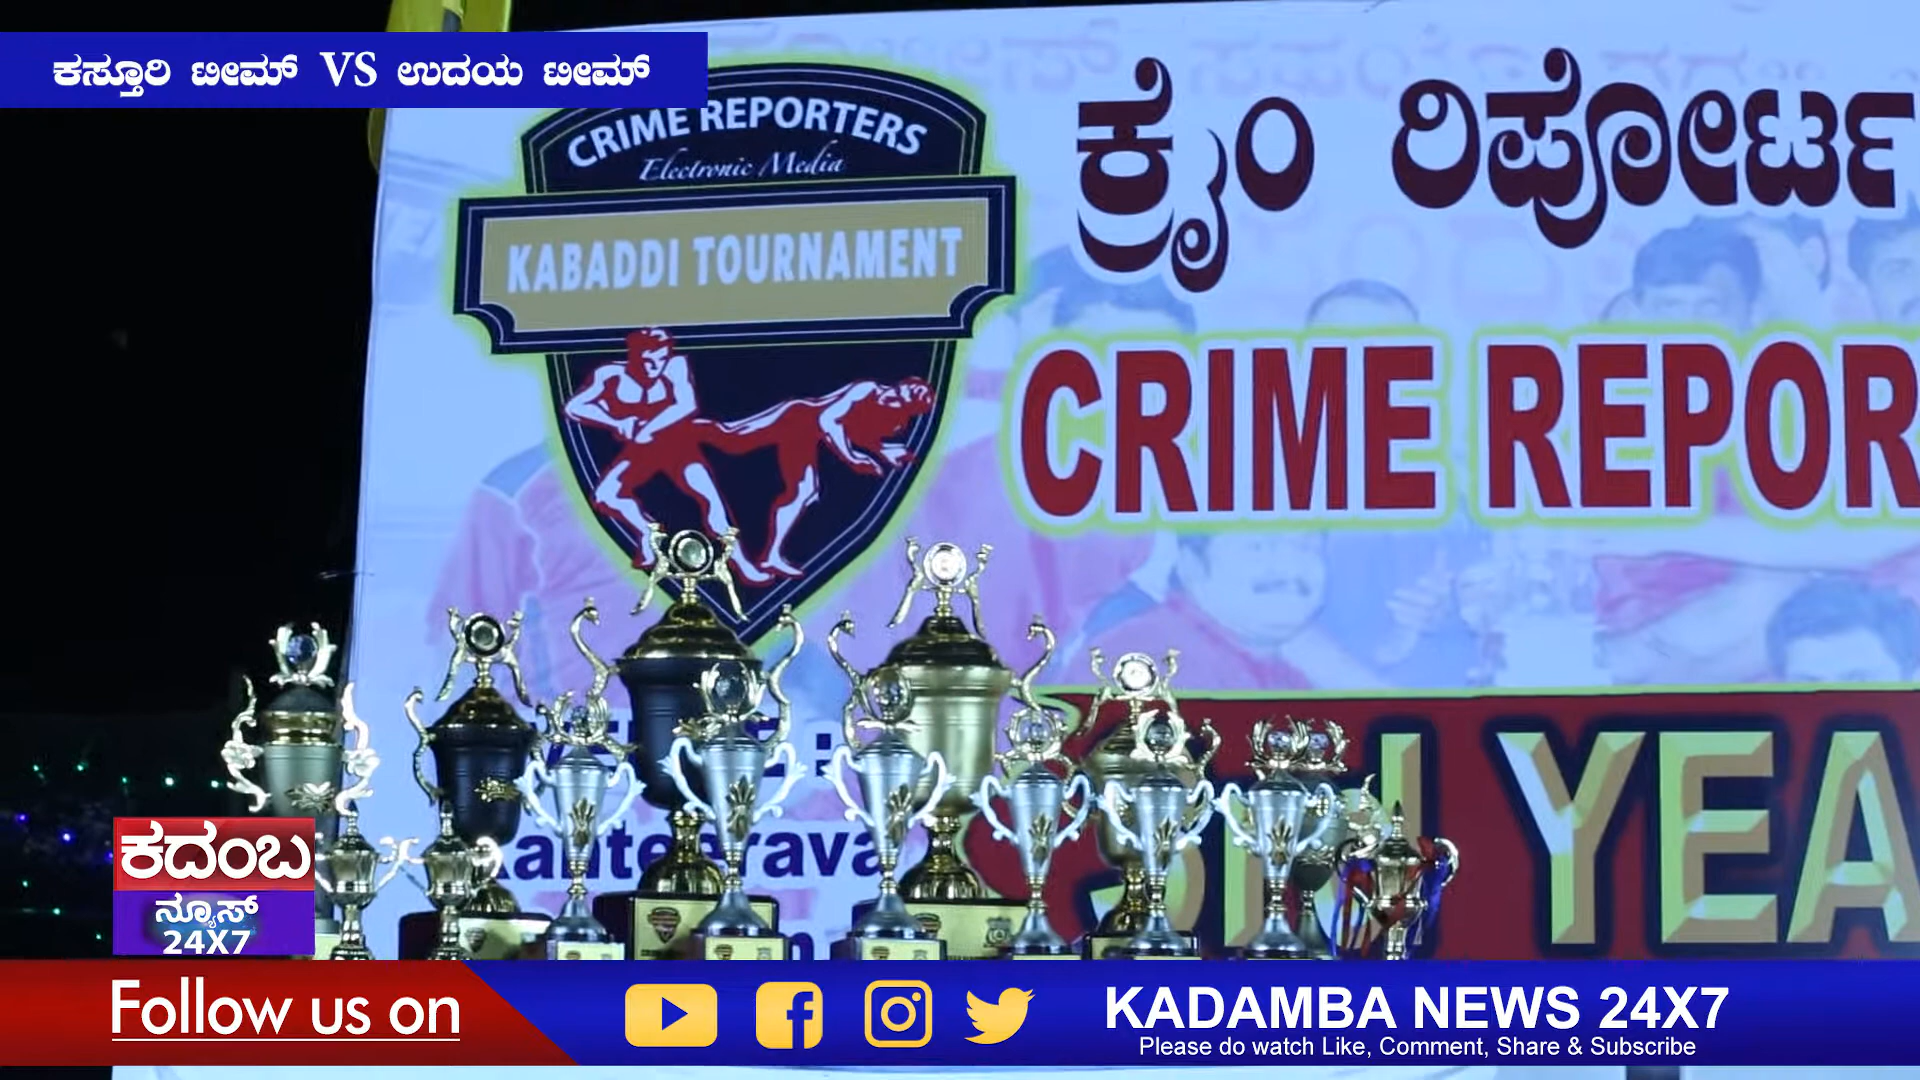 ಕಸ್ತೂರಿ ಟೀಮ್ VS ಉದಯ ಟೀಮ್
CRIME REPORTERS
Electronic Media
KABADDI TOURNAMENT
ಕ್ರೈಂ ರಿಪೋರ್ಟ
CRIME REPOR
YEA
ಕದಂಬ
ನ್ಯೂಸ್
24X7
Follow us on
KADAMBA NEWS 24X7
Please do watch Like, Comment, Share & Subscribe